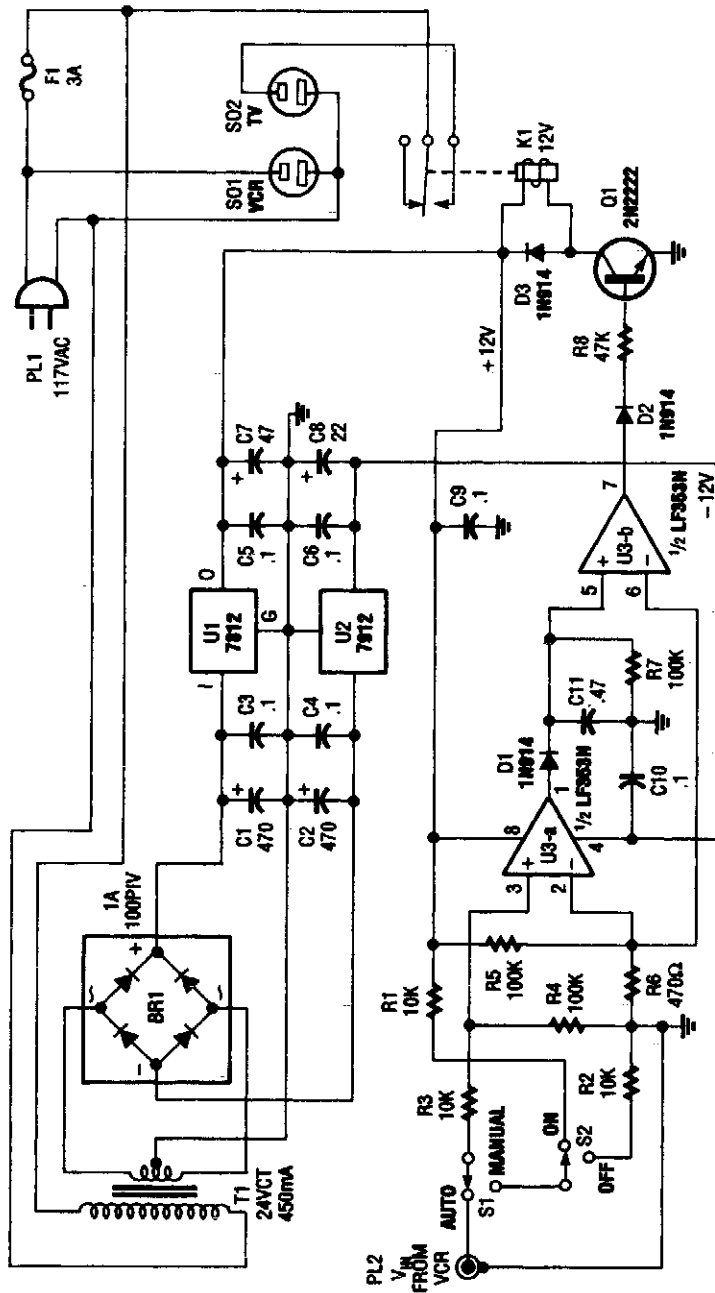 F1
3A
SO2
TV
SO1
VCR
PL1
117VAC
K1
12V
Q1
2N2222
D3
1N914
+12V
R8
47K
D2
1N914
C7
+
47
C8
+
22
C5
.1
C6
.1
C9
.1
O
U1
7812
I
G
U2
7912
C3
.1
C4
.1
C1
+
470
C2
+
470
1A
100PIV
+
~
BR1
~
-
T1
24VCT
450mA
7
U3-b
1/2 LF353N
-12V
5
+
6
-
R7
100K
C11
.47
C10
.1
D1
1N914
1
1/2 LF353N
8
U3-a
4
3
+
2
-
R1
10K
R5
100K
R4
100K
R6
470Ω
R3
10K
R2
10K
MANUAL
ON
S2
OFF
AUTO
S1
PL2
VIN
FROM
VCR